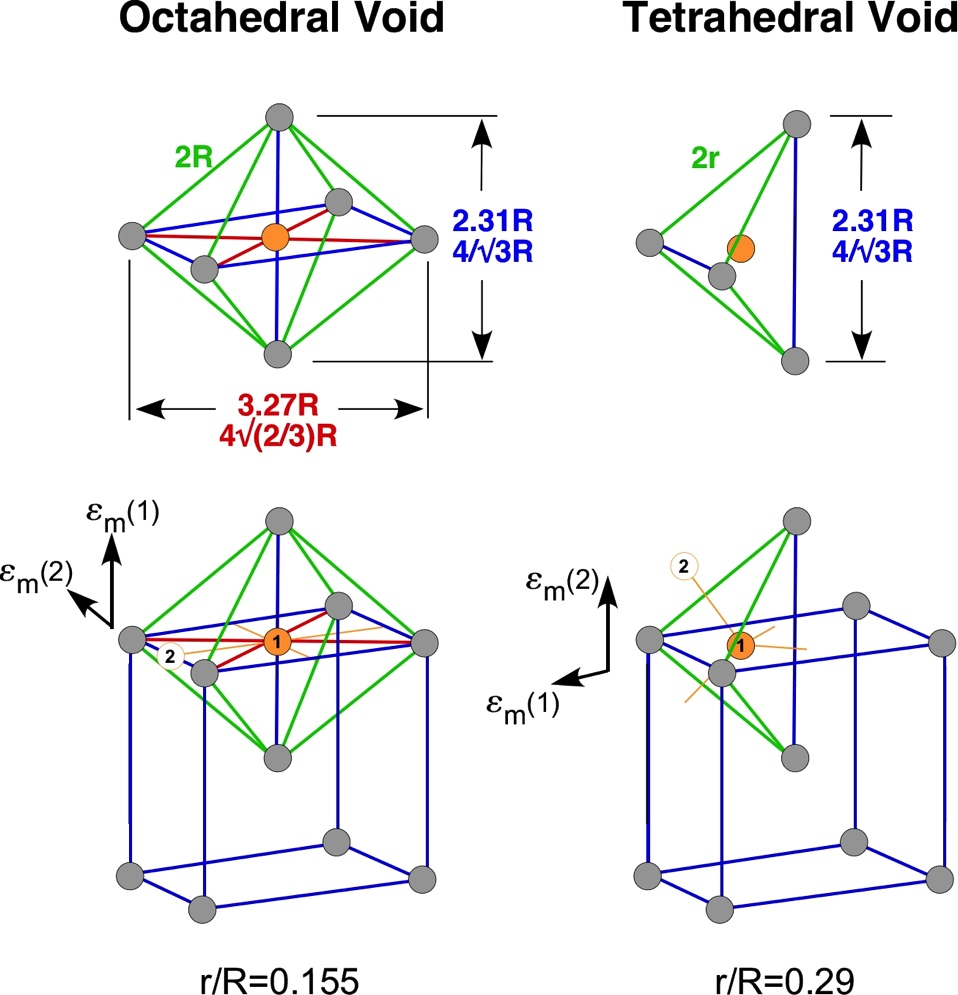 Octahedral Void
Tetrahedral Void
2R
2.31R
4/√3R
3.27R
4√(2/3)R
2r
2.31R
4/√3R
εm(1)
εm(2)
1
2
r/R=0.155
εm(2)
εm(1)
2
1
r/R=0.29